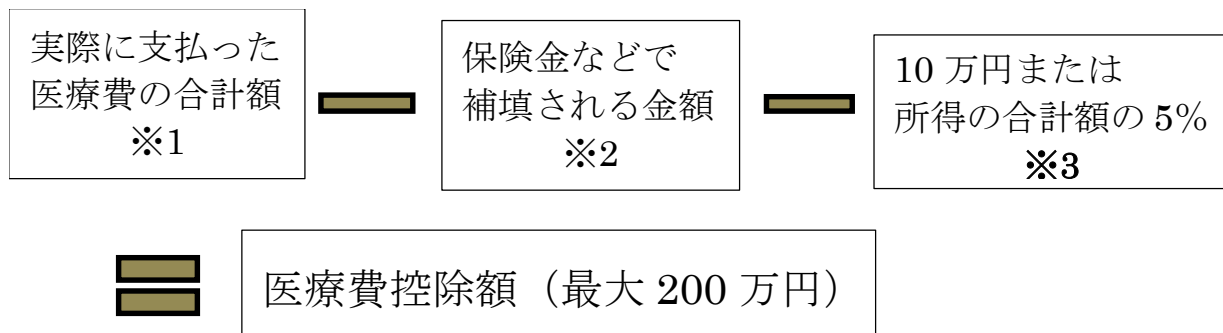 実際に支払った
医療費の合計額
※1
保険金などで
補填される金額
※2
10 万円または
所得の合計額の 5%
※3
医療費控除額（最大 200 万円）